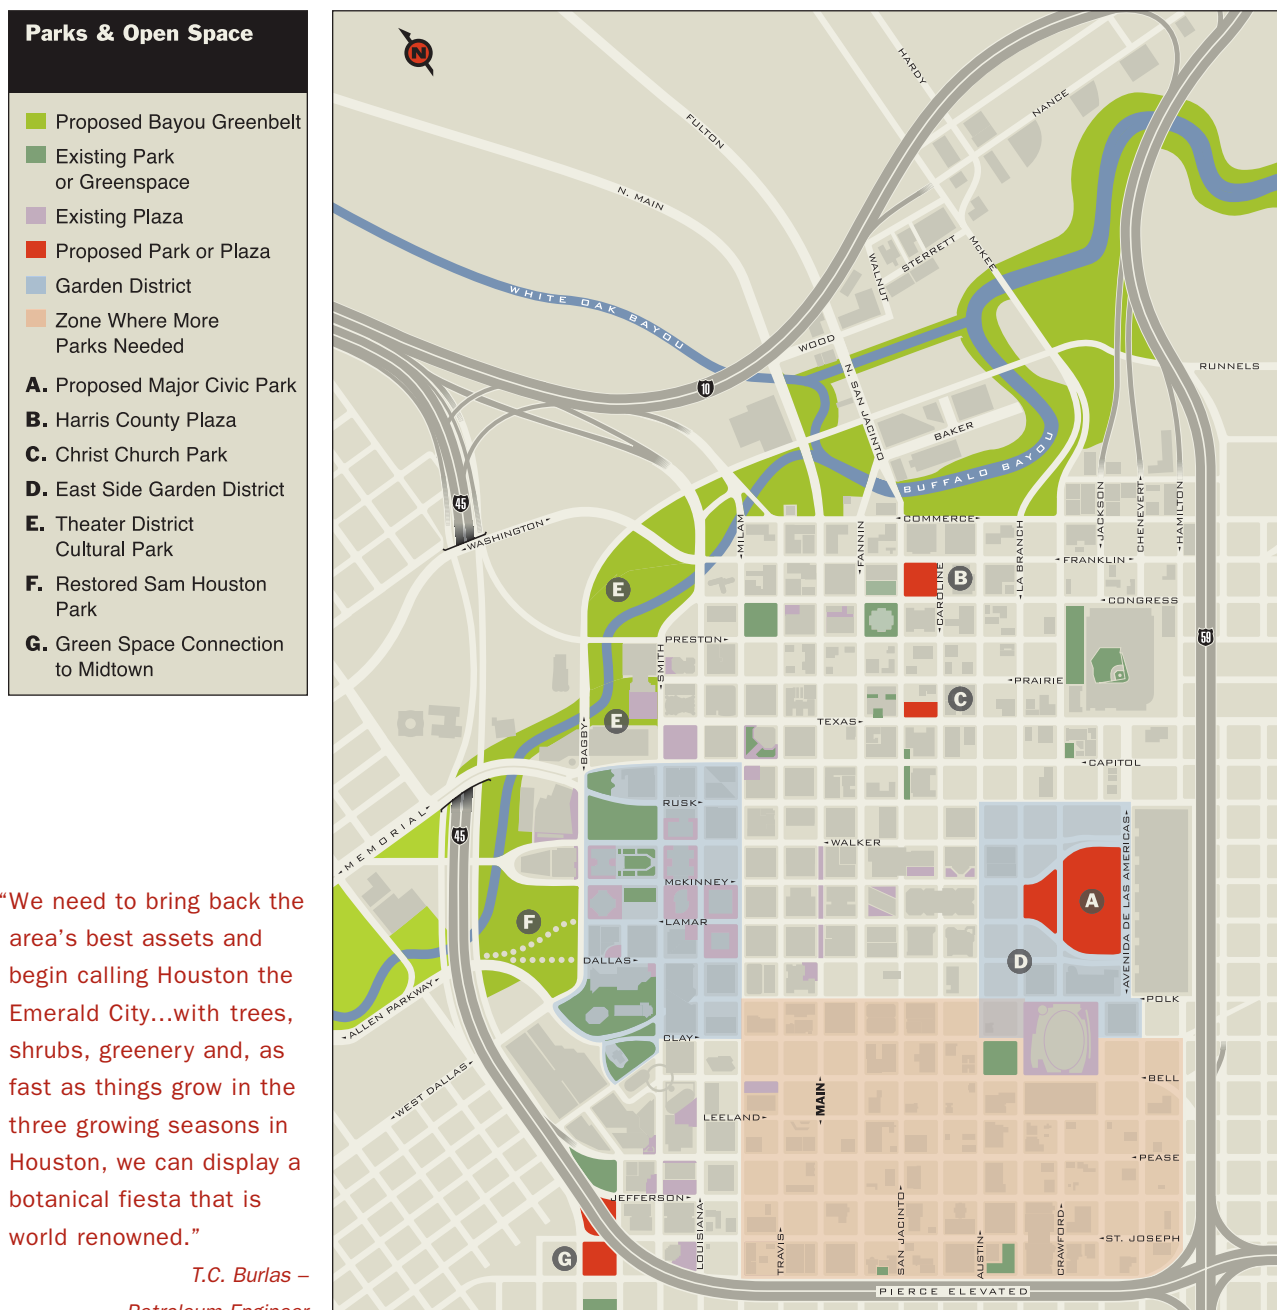 Parks & Open Space
Proposed Bayou Greenbelt
Existing Park
or Greenspace
Existing Plaza
Proposed Park or Plaza
Garden District
Zone Where More
Parks Needed
A. Proposed Major Civic Park
B. Harris County Plaza
C. Christ Church Park
D. East Side Garden District
E. Theater District
Cultural Park
F. Restored Sam Houston
Park
G. Green Space Connection
to Midtown
“We need to bring back the
area’s best assets and
begin calling Houston the
Emerald City...with trees,
shrubs, greenery and, as
fast as things grow in the
three growing seasons in
Houston, we can display a
botanical fiesta that is
world renowned.”
T.C. Burlas –
Petroleum Engineer
N
HARDY
NANCE
FULTON
N. MAIN
McKEE
STERRETT
WALNUT
WHITE OAK BAYOU
WOOD
RUNNELS
10
N. SAN JACINTO
BAKER
BUFFALO BAYOU
45
WASHINGTON
MILAM
FANNIN
COMMERCE
LA BRANCH
JACKSON
CHENEVERT
HAMILTON
FRANKLIN
B
CAROLINE
CONGRESS
E
PRESTON
59
SMITH
PRAIRIE
C
E
TEXAS
BAGBY
CAPITOL
RUSK
MEMORIAL
45
WALKER
AVENIDA DE LAS AMERICAS
McKINNEY
A
F
LAMAR
DALLAS
D
ALLEN PARKWAY
POLK
CLAY
WEST DALLAS
BELL
MAIN
LEELAND
PEASE
JEFFERSON
LOUISIANA
TRAVIS
SAN JACINTO
AUSTIN
CRAWFORD
ST. JOSEPH
G
PIERCE ELEVATED